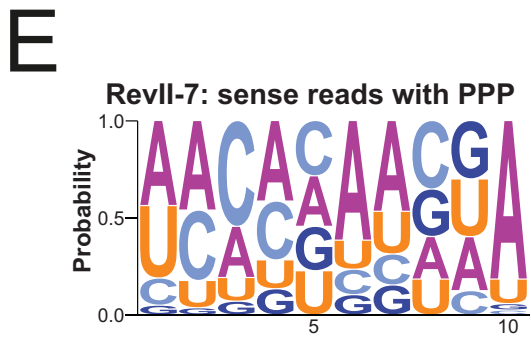 E
RevII-7: sense reads with PPP
Probability
1.0
0.5
0.0
A A C A C A A C G A
U C A C A U U G U U
C U U U G C C A A G
G G G G U G G U C C
5 10